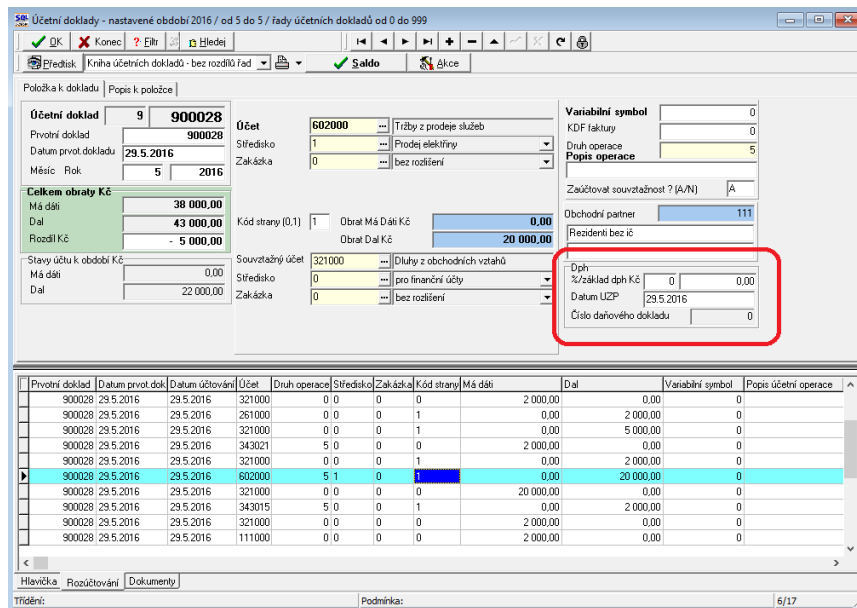 Účetní doklady - nastavené období 2016 / od 5 do 5 / řady účetních dokladů od 0 do 999
OK Konec ? Filtr Hledej
Předtisk Kniha účetních dokladů - bez rozdílů řad Saldo Akce
Položka k dokladu Popis k položce
Účetní doklad 9 900028
Prvotní doklad 900028
Datum prvot.dokladu 29.5.2016
Měsíc Rok 5 2016
Celkem obraty Kč
Má dáti 38 000,00
Dal 43 000,00
Rozdíl Kč - 5 000,00
Stavy účtu k období Kč
Má dáti 0,00
Dal 22 000,00
Účet 602000 ... Tržby z prodeje služeb
Středisko 1 ... Prodej elektřiny
Zakázka 0 ... bez rozlišení
Kód strany (0,1) 1 Obrat Má Dáti Kč 0,00
Obrat Dal Kč 20 000,00
Souvztažný účet 321000 ... Dluhy z obchodních vztahů
Středisko 0 ... pro finanční účty
Zakázka 0 ... bez rozlišení
Variabilní symbol 0
KDF faktury 0
Druh operace 5
Popis operace
Zaúčtovat souvztažnost ? (A/N) A
Obchodní partner 111
Rezidenti bez ič
Dph
%/základ dph Kč 0 0,00
Datum UZP 29.5.2016
Číslo daňového dokladu 0
Prvotní doklad Datum prvot.dok Datum účtování Účet Druh operace Středisko Zakázka Kód strany Má dáti Dal Variabilní symbol Popis účetní operace
900028 29.5.2016 29.5.2016 321000 0 0 0 0 2 000,00 0,00 0
900028 29.5.2016 29.5.2016 261000 0 0 0 1 0,00 2 000,00 0
900028 29.5.2016 29.5.2016 321000 0 0 0 1 0,00 5 000,00 0
900028 29.5.2016 29.5.2016 343021 5 0 0 0 2 000,00 0,00 0
900028 29.5.2016 29.5.2016 321000 0 0 0 1 0,00 2 000,00 0
900028 29.5.2016 29.5.2016 602000 5 1 0 1 0,00 20 000,00 0
900028 29.5.2016 29.5.2016 321000 0 0 0 0 20 000,00 0,00 0
900028 29.5.2016 29.5.2016 343015 5 0 0 1 0,00 2 000,00 0
900028 29.5.2016 29.5.2016 321000 0 0 0 0 2 000,00 0,00 0
900028 29.5.2016 29.5.2016 111000 0 0 0 0 2 000,00 0,00 0
Hlavička Rozúčtování Dokumenty
Třídění: Podmínka: 6/17